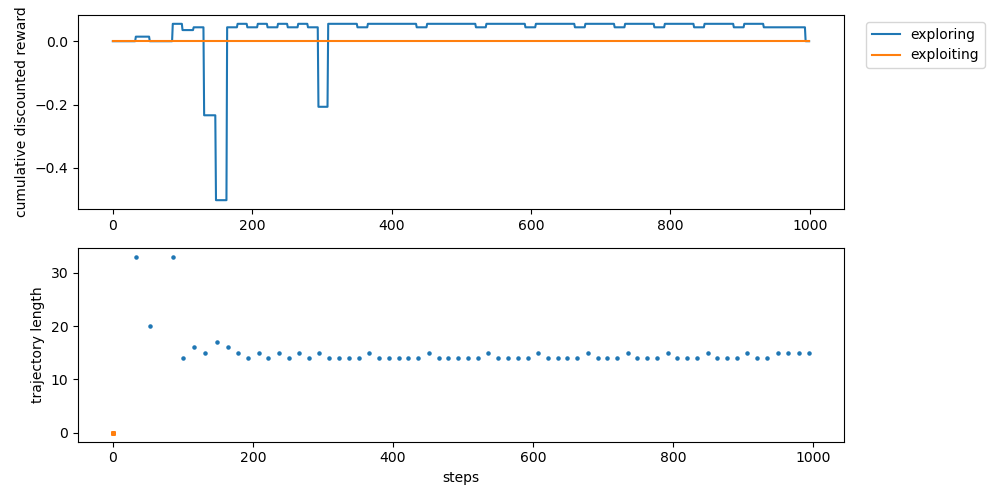 cumulative discounted reward
0.0
−0.2
−0.4
0 200 400 600 800 1000
exploring
exploiting
trajectory length
30
20
10
0
0 200 400 600 800 1000
steps